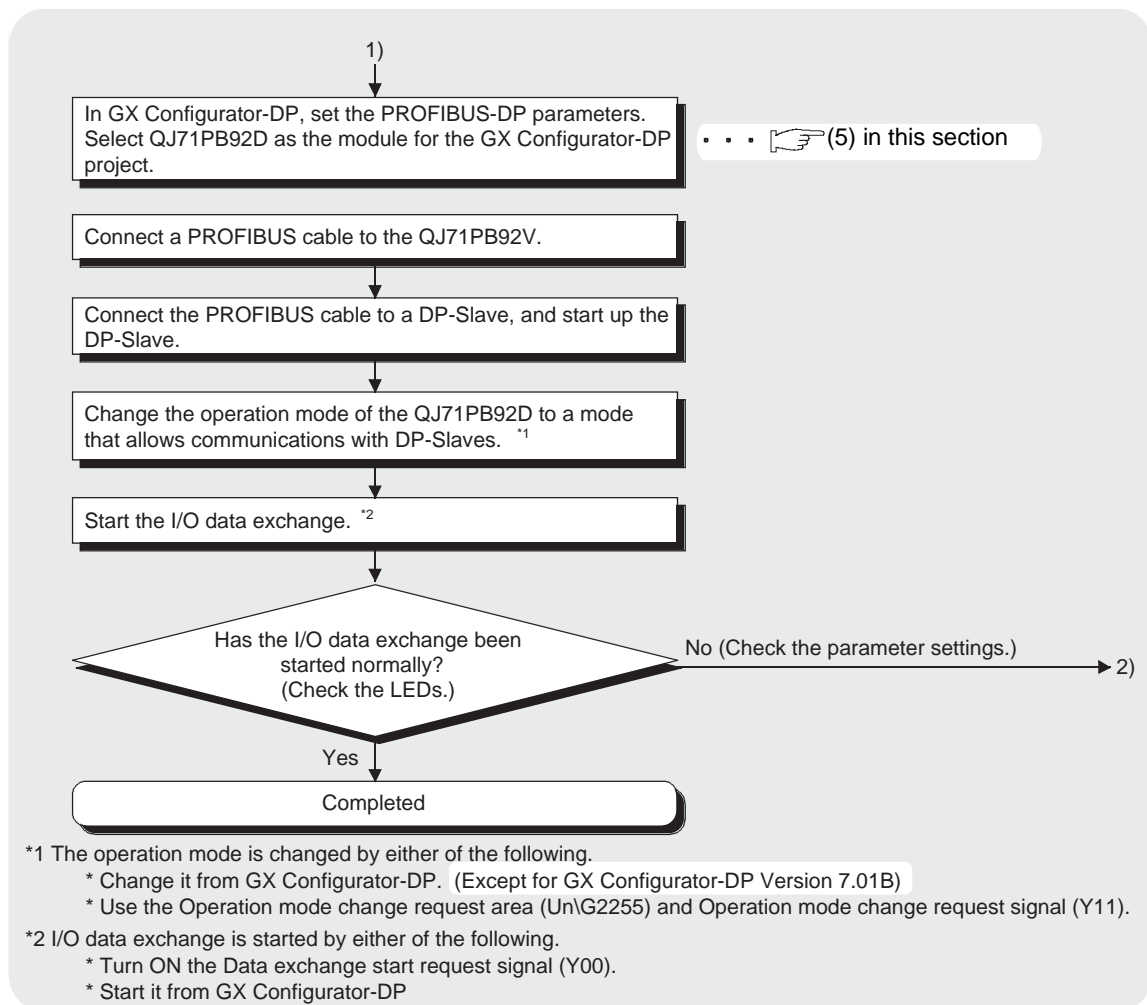 1)
In GX Configurator-DP, set the PROFIBUS-DP parameters.
Select QJ71PB92D as the module for the GX Configurator-DP
project.
(5) in this section
Connect a PROFIBUS cable to the QJ71PB92V.
Connect the PROFIBUS cable to a DP-Slave, and start up the
DP-Slave.
Change the operation mode of the QJ71PB92D to a mode
that allows communications with DP-Slaves. *1
Start the I/O data exchange. *2
Has the I/O data exchange been
started normally?
(Check the LEDs.)
No (Check the parameter settings.)
2)
Yes
Completed
*1 The operation mode is changed by either of the following.
* Change it from GX Configurator-DP. (Except for GX Configurator-DP Version 7.01B)
* Use the Operation mode change request area (Un\G2255) and Operation mode change request signal (Y11).
*2 I/O data exchange is started by either of the following.
* Turn ON the Data exchange start request signal (Y00).
* Start it from GX Configurator-DP